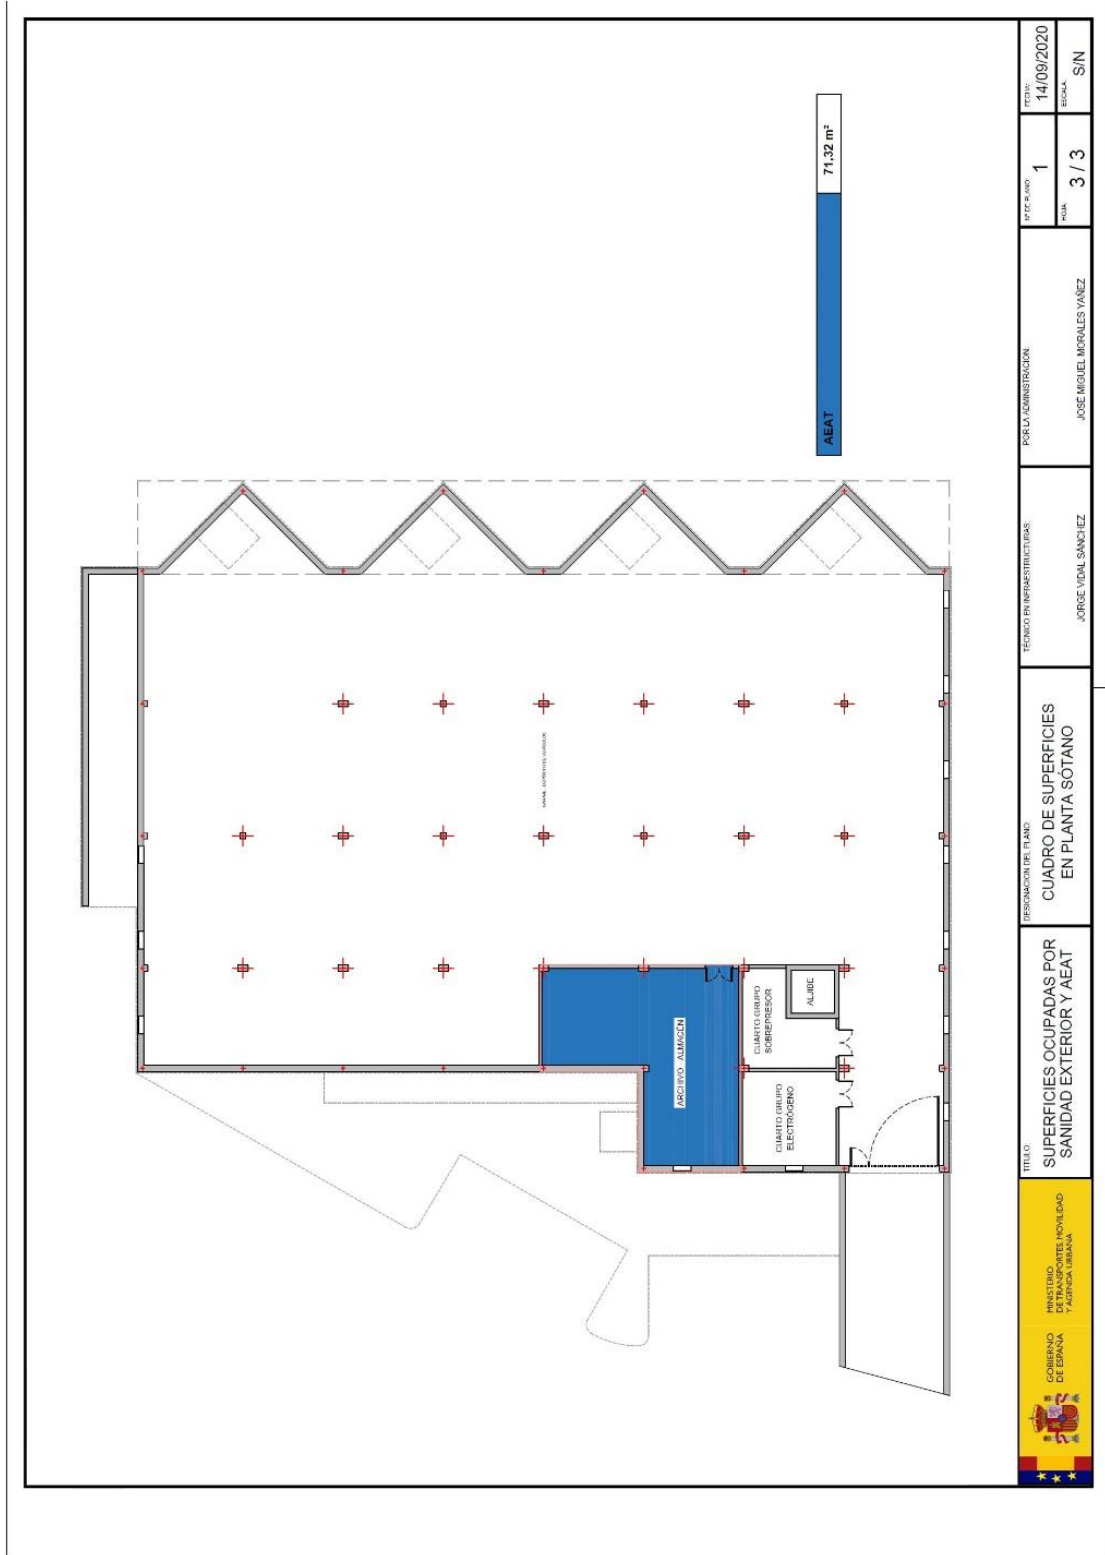 AEAT
71,32 m²
ARCHIVO - ALMACÉN
CUARTO GRUPO
SOBREPRESOR
ALJIBE
CUARTO GRUPO
ELECTRÓGENO
GOBIERNO
DE ESPAÑA
MINISTERIO
DE TRANSPORTES, MOVILIDAD
Y AGENDA URBANA
TITULO:
SUPERFICIES OCUPADAS POR
SANIDAD EXTERIOR Y AEAT
DESIGNACION DEL PLANO:
CUADRO DE SUPERFICIES
EN PLANTA SÓTANO
TÉCNICO EN INFRAESTRUCTURAS:
JORGE VIDAL SÁNCHEZ
POR LA ADMINISTRACION:
JOSÉ MIGUEL MORALES YAÑEZ
Nº DE PLANO:
1
HOJA:
3 / 3
FECHA:
14/09/2020
ESCALA:
S/N